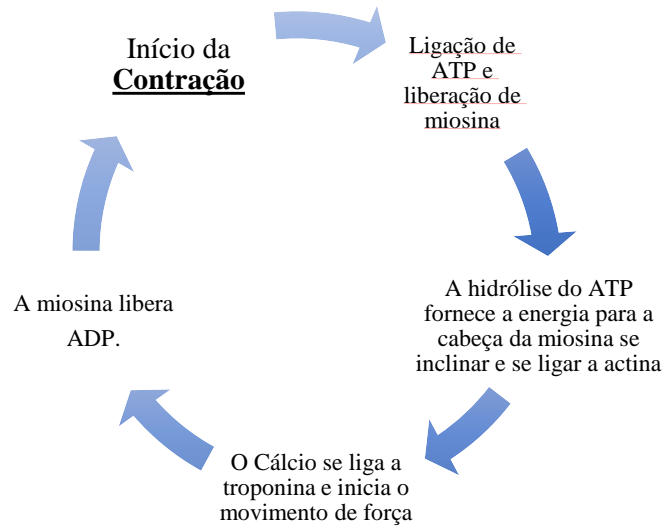 Início da
Contração
Ligação de
ATP e
liberação de
miosina
A hidrólise do ATP
fornece a energia para a
cabeça da miosina se
inclinar e se ligar a actina
O Cálcio se liga a
troponina e inicia o
movimento de força
A miosina libera
ADP.